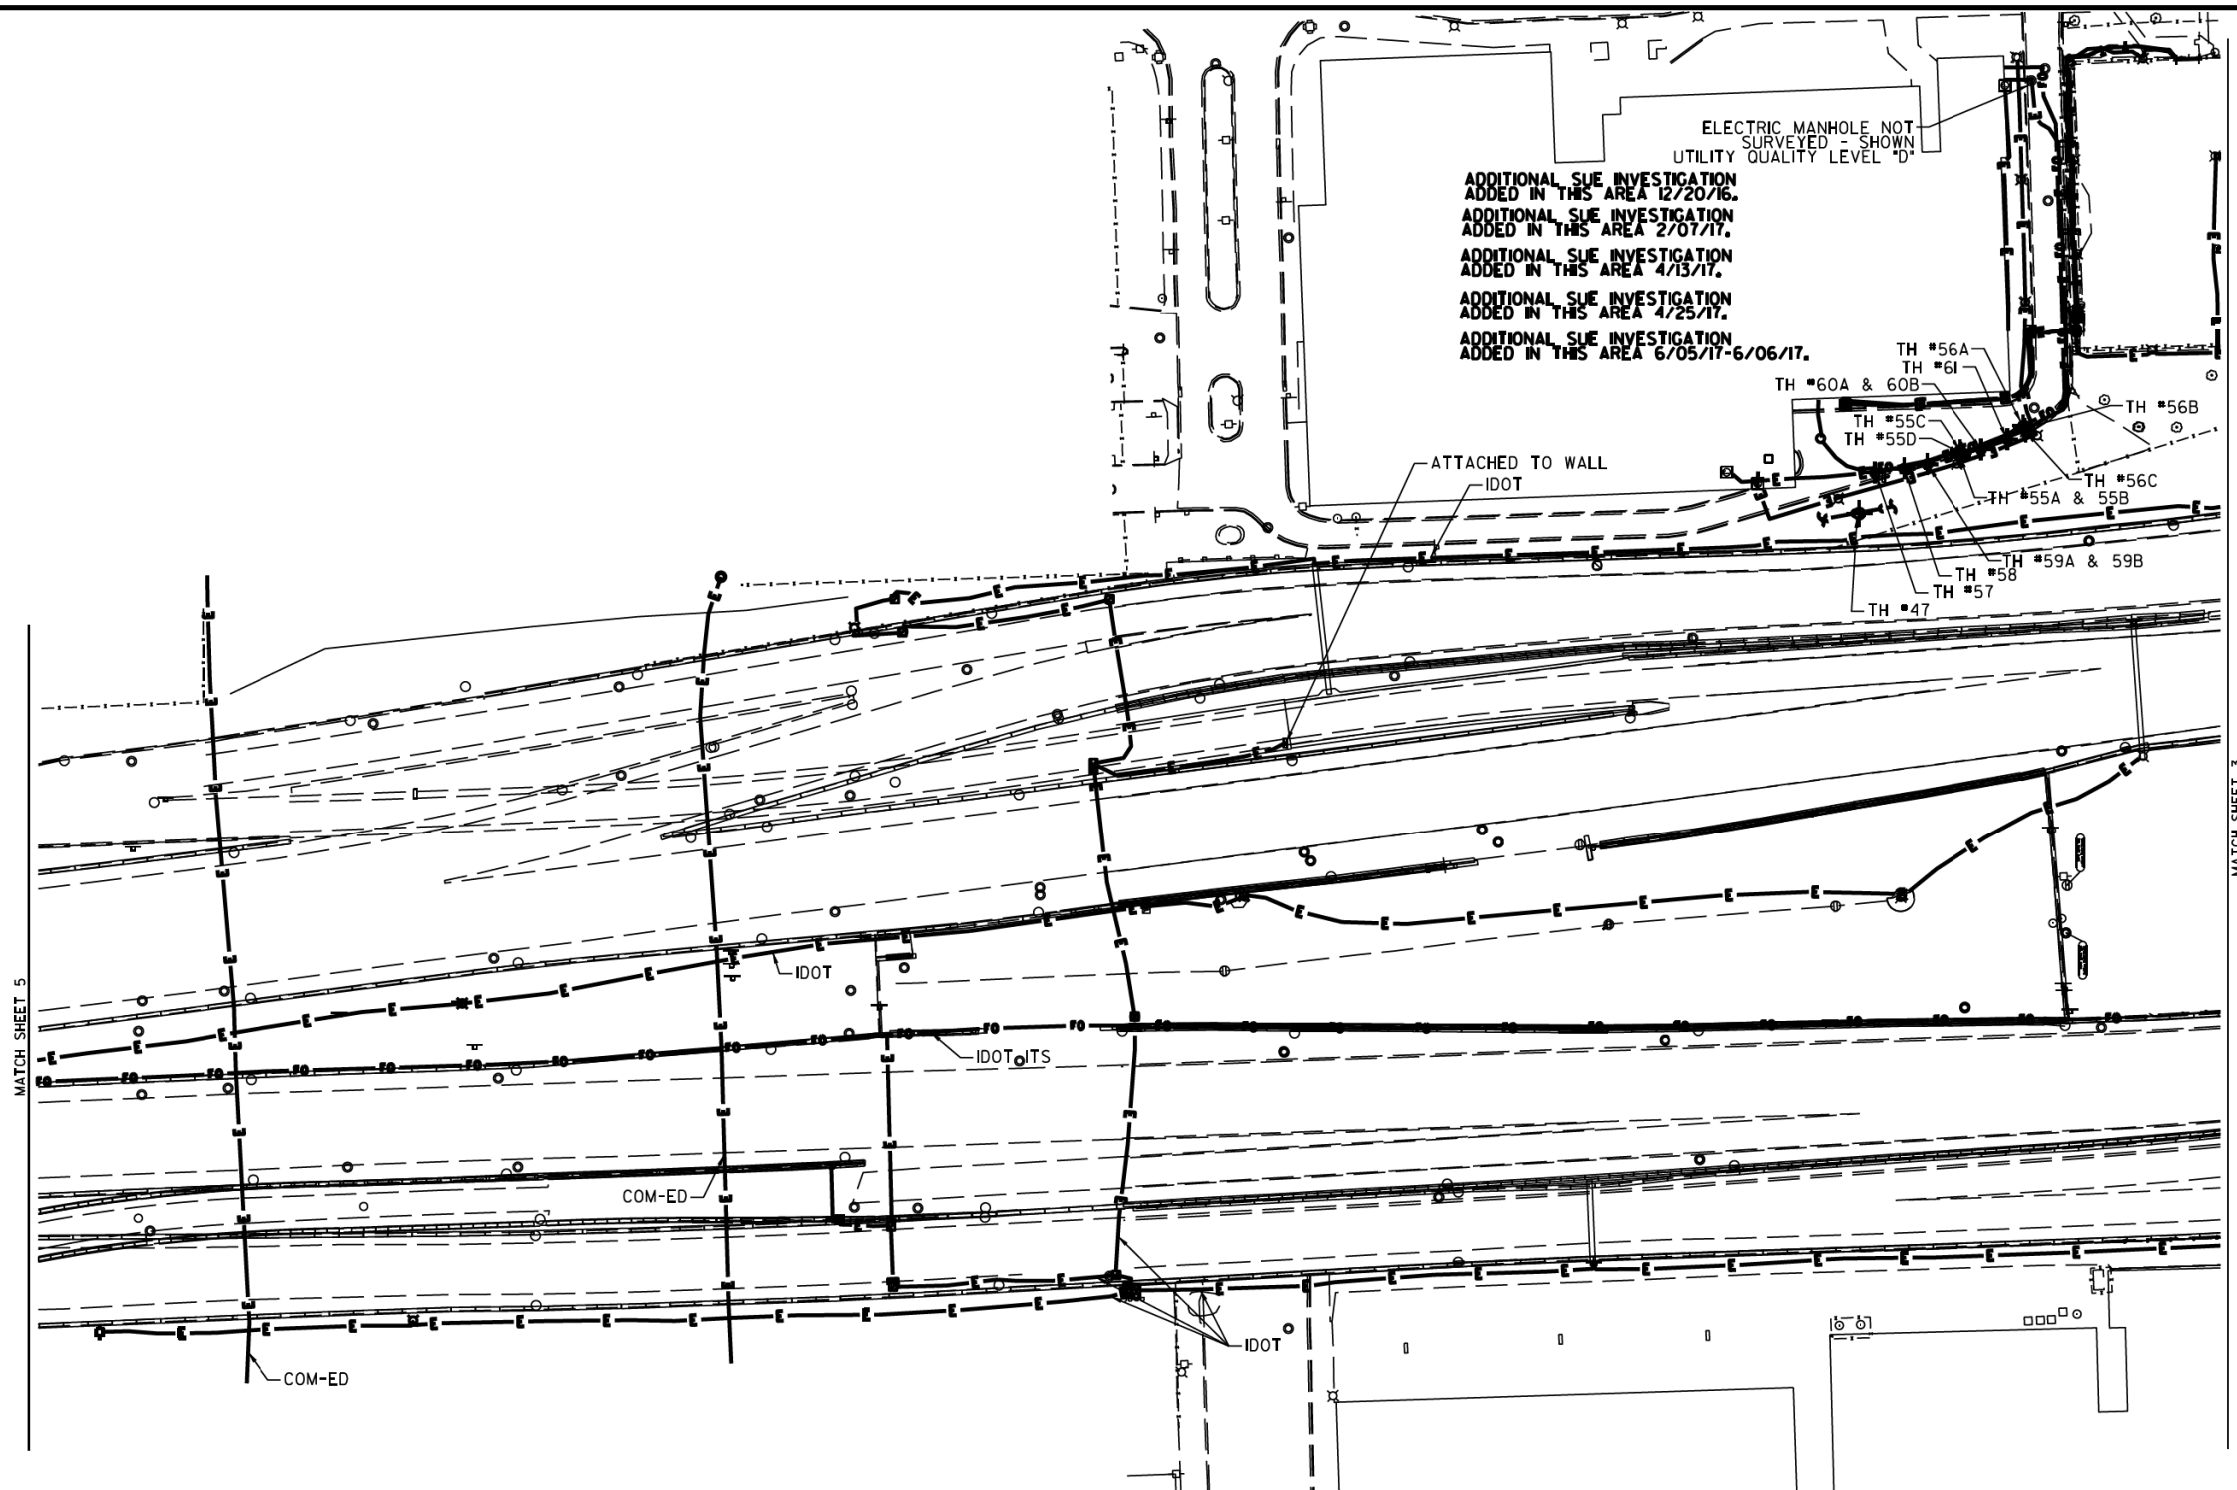 ELECTRIC MANHOLE NOT
SURVEYED - SHOWN
UTILITY QUALITY LEVEL "D"
ADDITIONAL SUE INVESTIGATION
ADDED IN THIS AREA 12/20/16.
ADDITIONAL SUE INVESTIGATION
ADDED IN THIS AREA 2/07/17.
ADDITIONAL SUE INVESTIGATION
ADDED IN THIS AREA 4/13/17.
ADDITIONAL SUE INVESTIGATION
ADDED IN THIS AREA 4/25/17.
ADDITIONAL SUE INVESTIGATION
ADDED IN THIS AREA 6/05/17-6/06/17.
TH #56A
TH #61
TH #60A & 60B
TH #56B
TH #55C
TH #55D
ATTACHED TO WALL
IDOT
TH #56C
TH #55A & 55B
TH #59A & 59B
TH #58
TH #57
TH #47
IDOT
IDOT ITS
COM-ED
IDOT
COM-ED
MATCH SHEET 5
MATCH SHEET 3